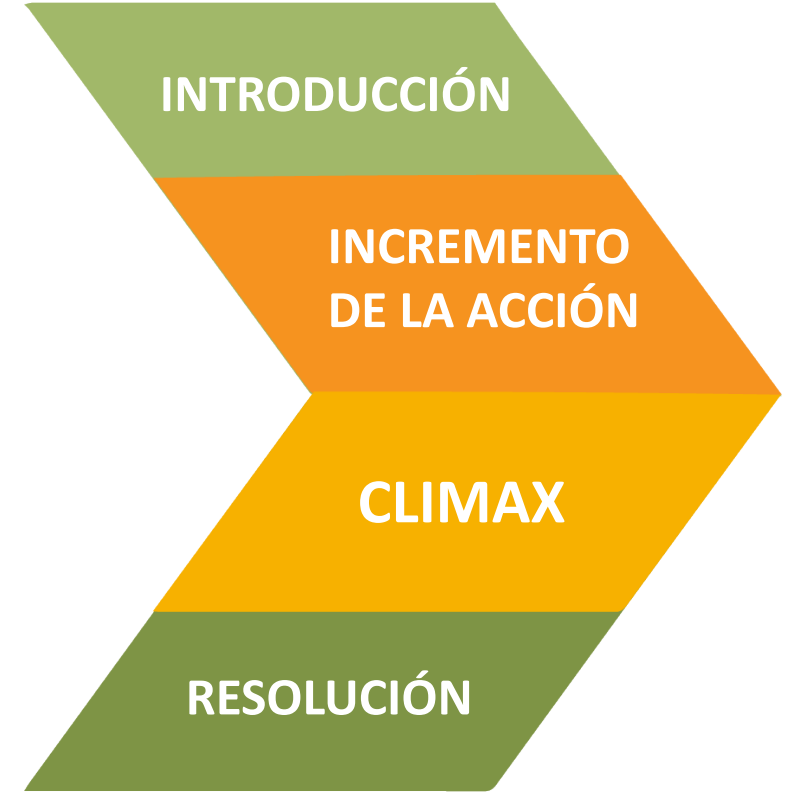 INTRODUCCIÓN
INCREMENTO
DE LA ACCIÓN
CLIMAX
RESOLUCIÓN